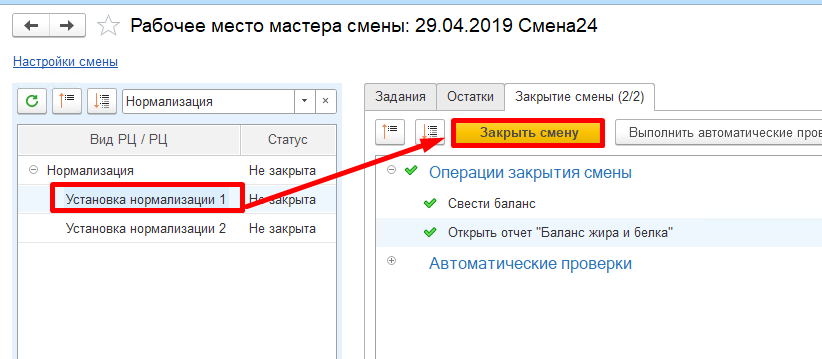 Рабочее место мастера смены: 29.04.2019 Смена24
Настройки смены
Нормализация
Вид РЦ / РЦ Статус
Нормализация Не закрыта
Установка нормализации 1 Не закрыта
Установка нормализации 2 Не закрыта
Задания Остатки Закрытие смены (2/2)
Закрыть смену Выполнить автоматические пров
Операции закрытия смены
Свести баланс
Открыть отчет "Баланс жира и белка"
Автоматические проверки